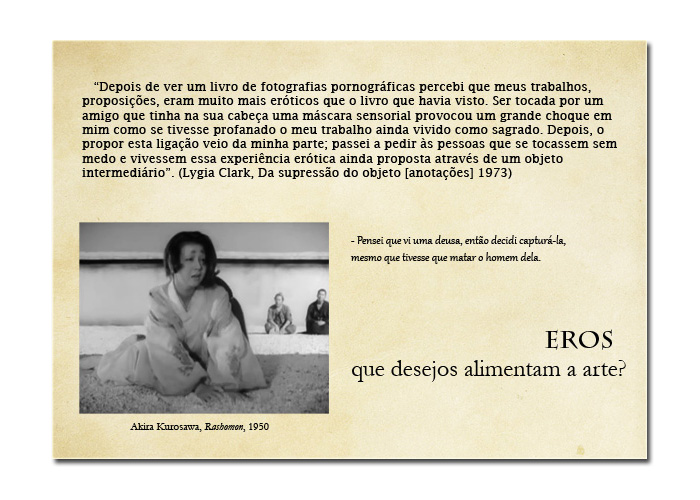 “Depois de ver um livro de fotografias pornográficas percebi que meus trabalhos,
proposições, eram muito mais eróticos que o livro que havia visto. Ser tocada por um
amigo que tinha na sua cabeça uma máscara sensorial provocou um grande choque em
mim como se tivesse profanado o meu trabalho ainda vivido como sagrado. Depois, o
propor esta ligação veio da minha parte; passei a pedir às pessoas que se tocassem sem
medo e vivessem essa experiência erótica ainda proposta através de um objeto
intermediário”. (Lygia Clark, Da supressão do objeto [anotações] 1973)
- Pensei que vi uma deusa, então decidi capturá-la,
mesmo que tivesse que matar o homem dela.
EROS
que desejos alimentam a arte?
Akira Kurosawa, Rashomon, 1950